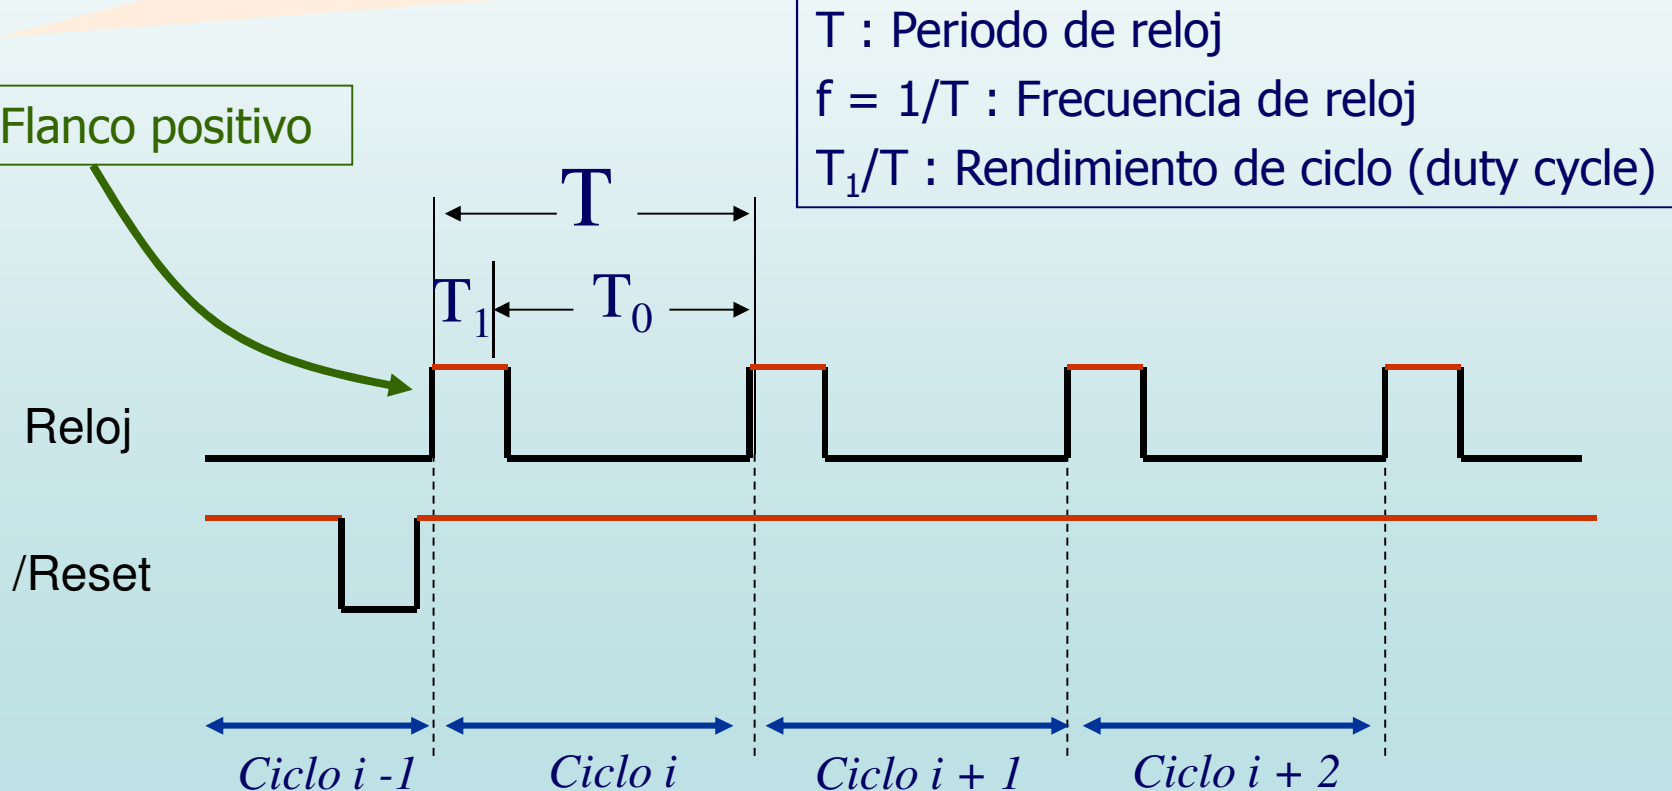 T : Periodo de reloj
f = 1/T : Frecuencia de reloj
T₁/T : Rendimiento de ciclo (duty cycle)
Flanco positivo
T
T₁ T₀
Reloj
/Reset
Ciclo i -1 Ciclo i Ciclo i + 1 Ciclo i + 2